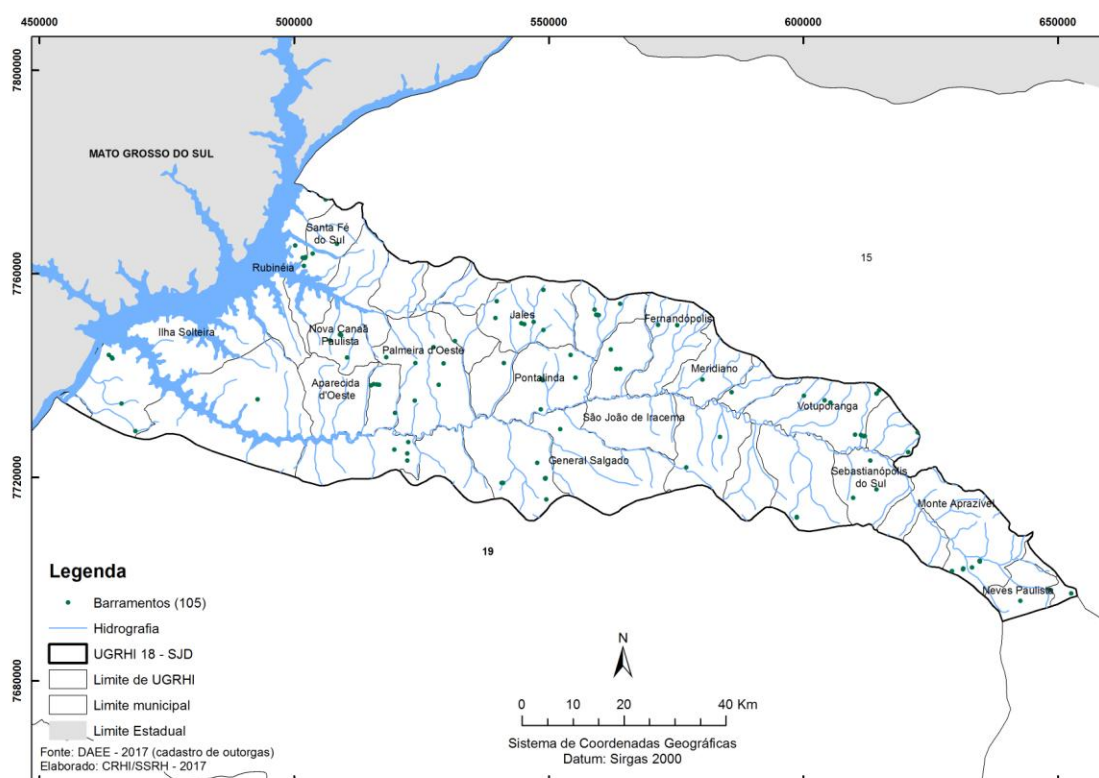 450000
500000
550000
600000
650000
7800000
7760000
7720000
7680000
MATO GROSSO DO SUL
15
19
Santa Fé
do Sul
Rubinéia
Ilha Solteira
Nova Canaã
Paulista
Palmeira d'Oeste
Jales
Fernandópolis
Aparecida
d'Oeste
Pontalinda
Meridiano
São João de Iracema
Votuporanga
General Salgado
Sebastianópolis
do Sul
Monte Aprazível
Neves Paulista
Legenda
Barramentos (105)
Hidrografia
UGRHI 18 - SJD
Limite de UGRHI
Limite municipal
Limite Estadual
Fonte: DAEE - 2017 (cadastro de outorgas)
Elaborado: CRHI/SSRH - 2017
N
0 10 20 40 Km
Sistema de Coordenadas Geográficas
Datum: Sirgas 2000